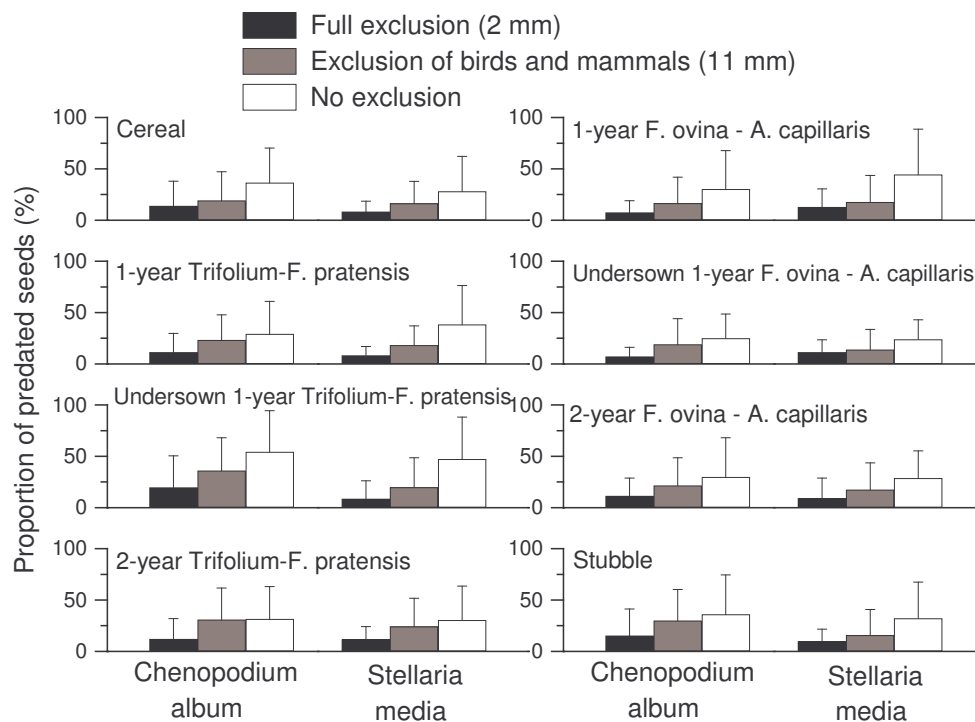 Full exclusion (2 mm)
Exclusion of birds and mammals (11 mm)
No exclusion
Proportion of predated seeds (%)
Cereal
100
50
0
1-year F. ovina - A. capillaris
100
50
0
1-year Trifolium-F. pratensis
100
50
0
Undersown 1-year F. ovina - A. capillaris
100
50
0
Undersown 1-year Trifolium-F. pratensis
100
50
0
2-year F. ovina - A. capillaris
100
50
0
2-year Trifolium-F. pratensis
100
50
0
Stubble
100
50
0
Chenopodium
album
Stellaria
media
Chenopodium
album
Stellaria
media